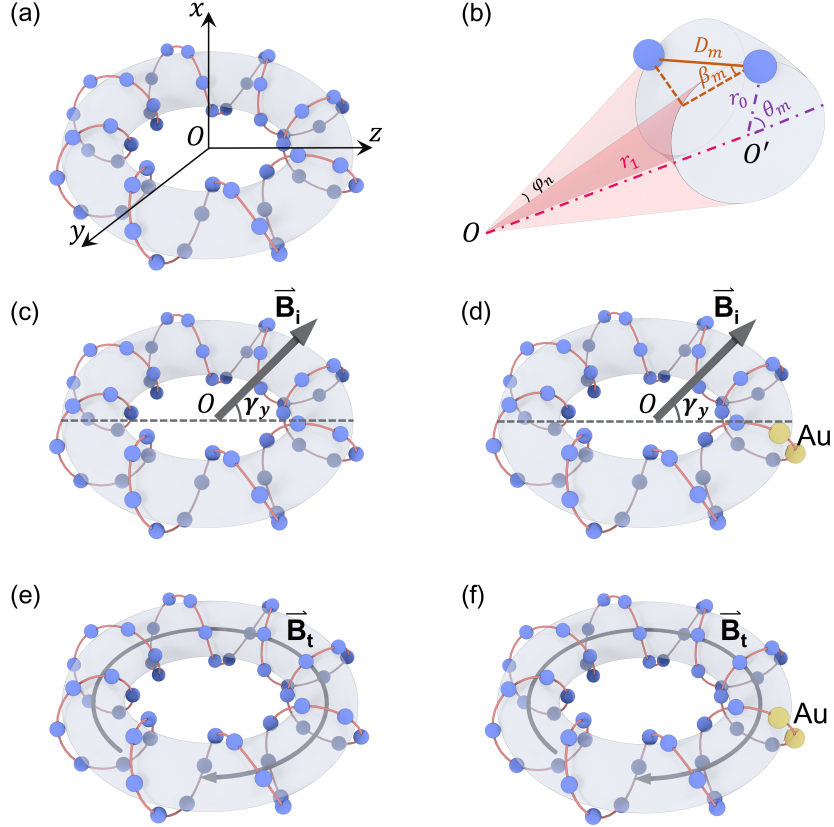 (a)
x
O
z
y
(b)
D_m
β_m
r_0
θ_m
O′
r_1
φ_n
O
(c)
B_i
O
γ_y
(d)
B_i
O
γ_y
Au
(e)
B_t
(f)
B_t
Au